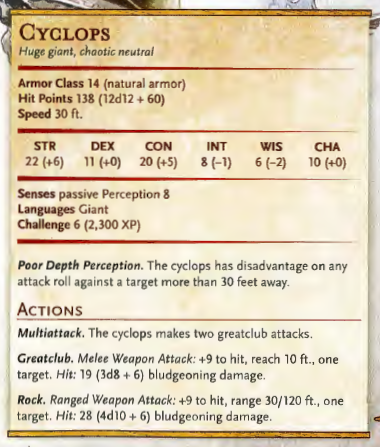 CYCLOPS
Huge giant, chaotic neutral
Armor Class 14 (natural armor)
Hit Points 138 (12d12 + 60)
Speed 30 ft.
STR DEX CON INT WIS CHA
22 (+6) 11 (+0) 20 (+5) 8 (−1) 6 (−2) 10 (+0)
Senses passive Perception 8
Languages Giant
Challenge 6 (2,300 XP)
Poor Depth Perception. The cyclops has disadvantage on any
attack roll against a target more than 30 feet away.
ACTIONS
Multiattack. The cyclops makes two greatclub attacks.
Greatclub. Melee Weapon Attack: +9 to hit, reach 10 ft., one
target. Hit: 19 (3d8 + 6) bludgeoning damage.
Rock. Ranged Weapon Attack: +9 to hit, range 30/120 ft., one
target. Hit: 28 (4d10 + 6) bludgeoning damage.